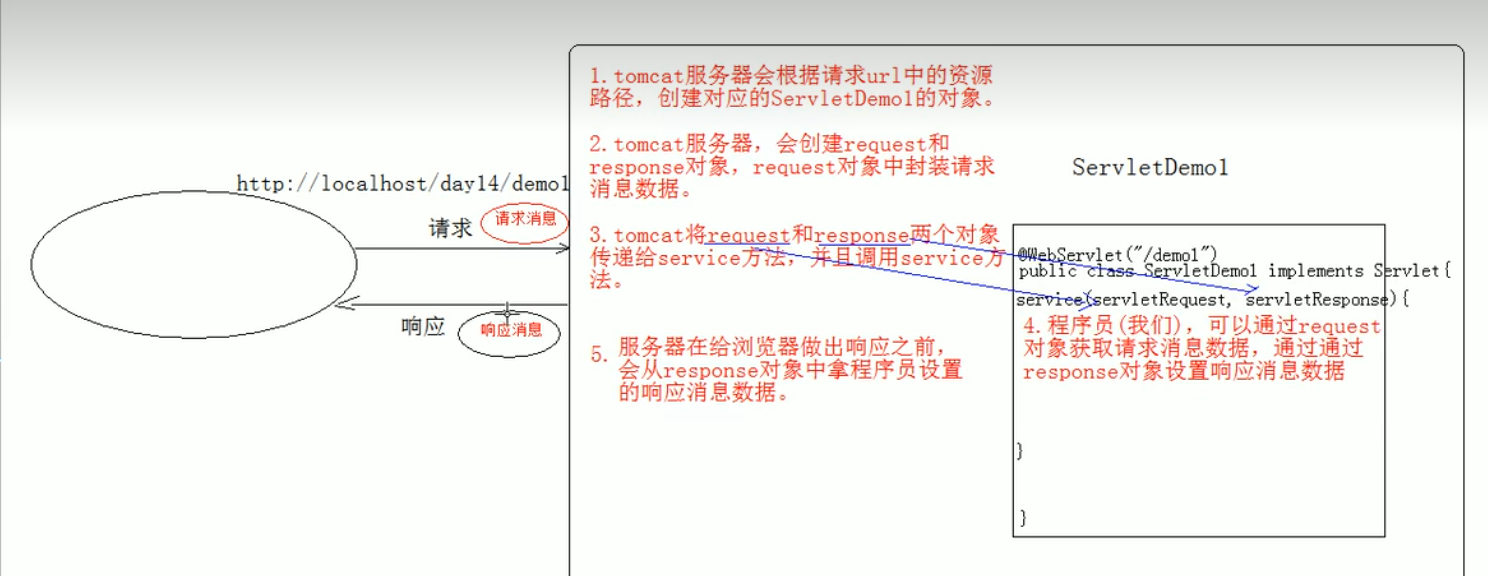 http://localhost/day14/demo1
请求
请求消息
响应
响应消息
1.tomcat服务器会根据请求url中的资源
路径，创建对应的ServletDemo1的对象。
2.tomcat服务器，会创建request和
response对象，request对象中封装请求
消息数据。
3.tomcat将request和response两个对象
传递给service方法，并且调用service方
法。
5. 服务器在给浏览器做出响应之前，
会从response对象中拿程序员设置
的响应消息数据。
ServletDemo1
@WebServlet("/demo1")
public class ServletDemo1 implements Servlet{
service(servletRequest, servletResponse){
4.程序员(我们)，可以通过request
对象获取请求消息数据，通过通过
response对象设置响应消息数据
}
}